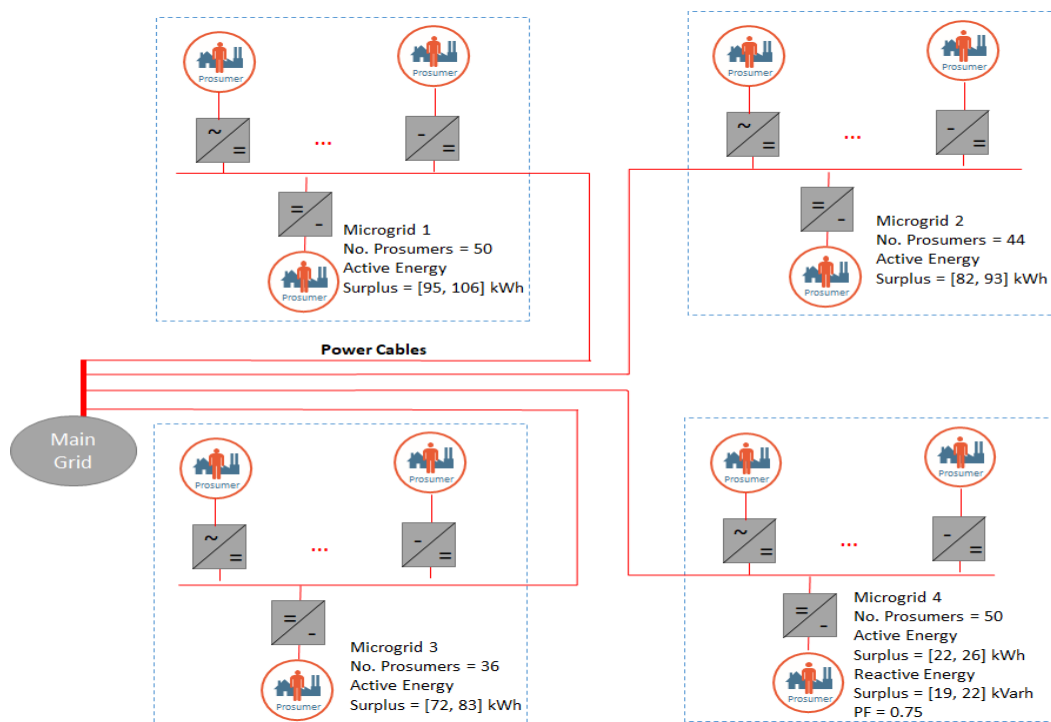 Prosumer
Prosumer
~
=
...
-
=
=
-
Prosumer
Microgrid 1
No. Prosumers = 50
Active Energy
Surplus = [95, 106] kWh
Prosumer
Prosumer
~
=
...
-
=
=
-
Prosumer
Microgrid 2
No. Prosumers = 44
Active Energy
Surplus = [82, 93] kWh
Power Cables
Main
Grid
Prosumer
Prosumer
~
=
...
-
=
=
-
Prosumer
Microgrid 3
No. Prosumers = 36
Active Energy
Surplus = [72, 83] kWh
Prosumer
Prosumer
~
=
...
-
=
=
-
Prosumer
Microgrid 4
No. Prosumers = 50
Active Energy
Surplus = [22, 26] kWh
Reactive Energy
Surplus = [19, 22] kVarh
PF = 0.75